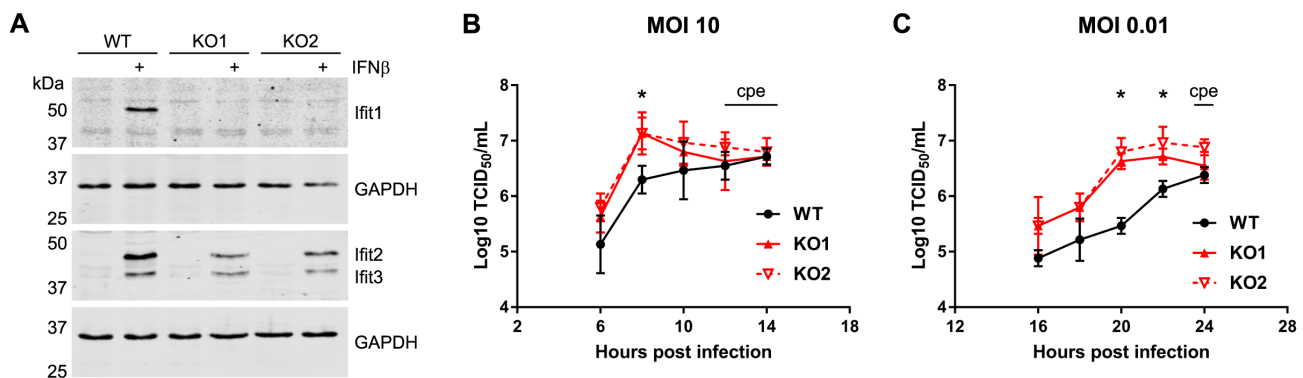 A
WT KO1 KO2
+ + + IFNβ
kDa
50
37
Ifit1
37
25
GAPDH
50
37
Ifit2
Ifit3
37
25
GAPDH
B
MOI 10
cpe
*
Log10 TCID50/mL
8
7
6
5
4
2 6 10 14 18
Hours post infection
WT
KO1
KO2
C
MOI 0.01
cpe
* *
Log10 TCID50/mL
8
7
6
5
4
12 16 20 24 28
Hours post infection
WT
KO1
KO2